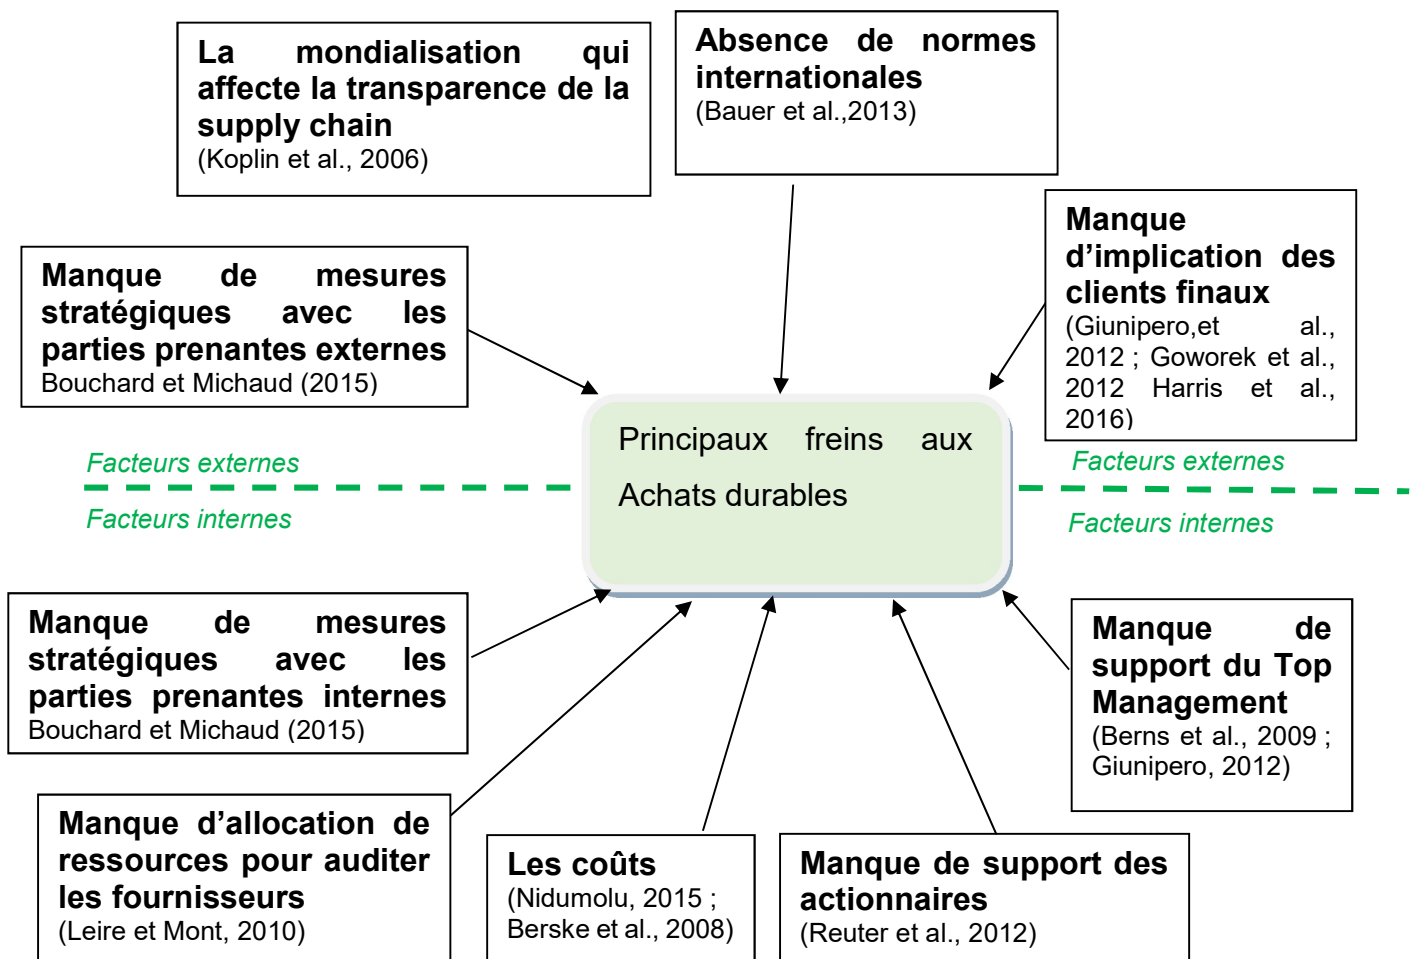 La mondialisation qui
affecte la transparence de la
supply chain
(Koplin et al., 2006)
Absence de normes
internationales
(Bauer et al.,2013)
Manque
d’implication des
clients finaux
(Giunipero,et al.,
2012 ; Goworek et al.,
2012 Harris et al.,
2016)
Manque de mesures
stratégiques avec les
parties prenantes externes
Bouchard et Michaud (2015)
Principaux freins aux
Achats durables
Facteurs externes
Facteurs internes
Facteurs externes
Facteurs internes
Manque de mesures
stratégiques avec les
parties prenantes internes
Bouchard et Michaud (2015)
Manque de
support du Top
Management
(Berns et al., 2009 ;
Giunipero, 2012)
Manque d’allocation de
ressources pour auditer
les fournisseurs
(Leire et Mont, 2010)
Les coûts
(Nidumolu, 2015 ;
Berske et al., 2008)
Manque de support des
actionnaires
(Reuter et al., 2012)